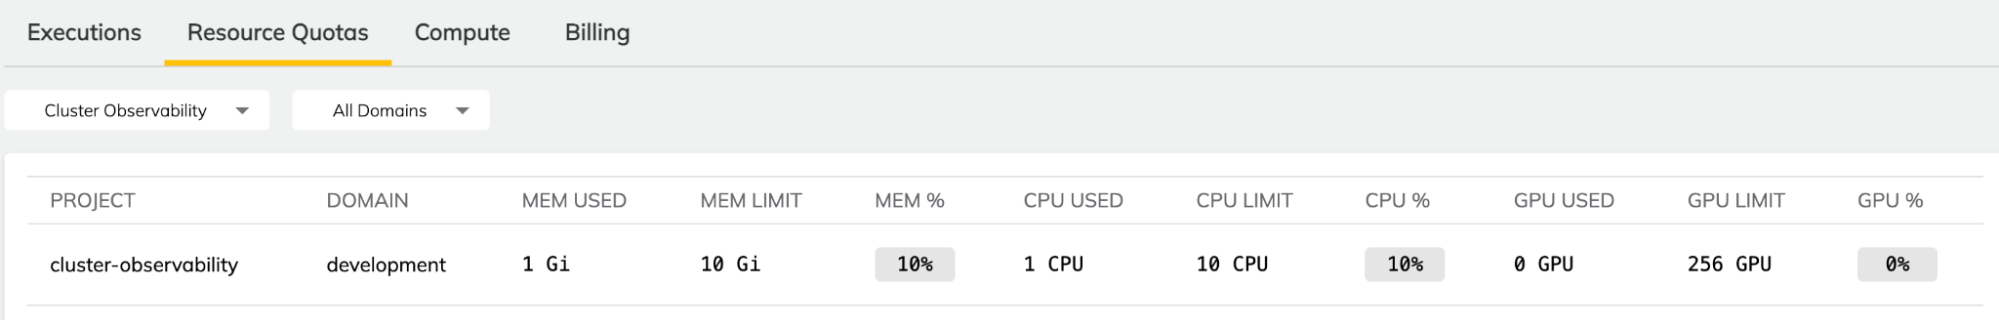 Executions Resource Quotas Compute Billing
Cluster Observability All Domains
PROJECT DOMAIN MEM USED MEM LIMIT MEM % CPU USED CPU LIMIT CPU % GPU USED GPU LIMIT GPU %
cluster-observability development 1 Gi 10 Gi 10% 1 CPU 10 CPU 10% 0 GPU 256 GPU 0%